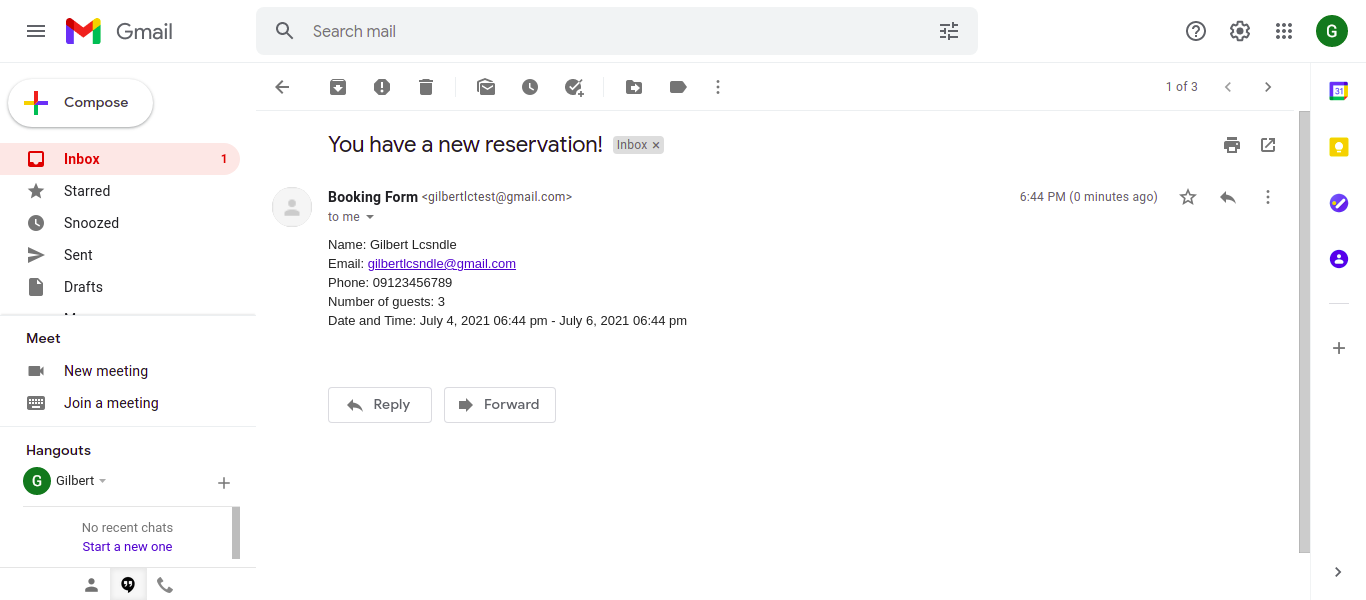 Gmail
Search mail
G
Compose
1 of 3
31
Inbox 1
Starred
Snoozed
Sent
Drafts
You have a new reservation! Inbox ×
Booking Form <gilbertlctest@gmail.com> 6:44 PM (0 minutes ago)
to me
Name: Gilbert Lcsndle
Email: gilbertlcsndle@gmail.com
Phone: 09123456789
Number of guests: 3
Date and Time: July 4, 2021 06:44 pm - July 6, 2021 06:44 pm
Reply Forward
Meet
New meeting
Join a meeting
Hangouts
G Gilbert
No recent chats
Start a new one